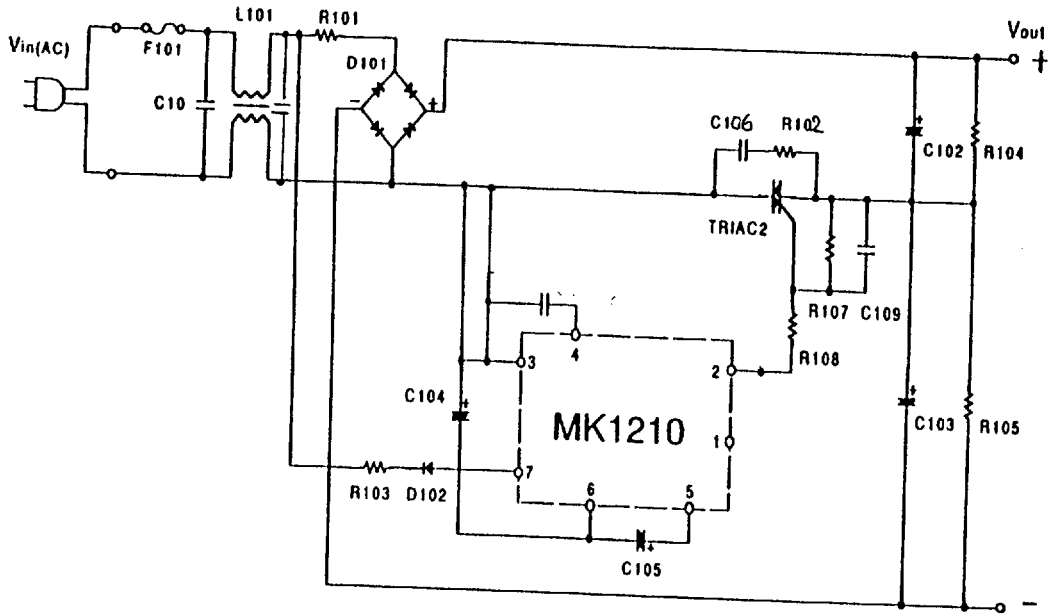 Vin(AC)
F101
L101
R101
C10
D101
-
+
Vout
+
C106
R102
C102
R104
TRIAC2
R107
C109
R108
3
4
2
C104
MK1210
1
C103
R105
7
R103
D102
6
5
C105
-